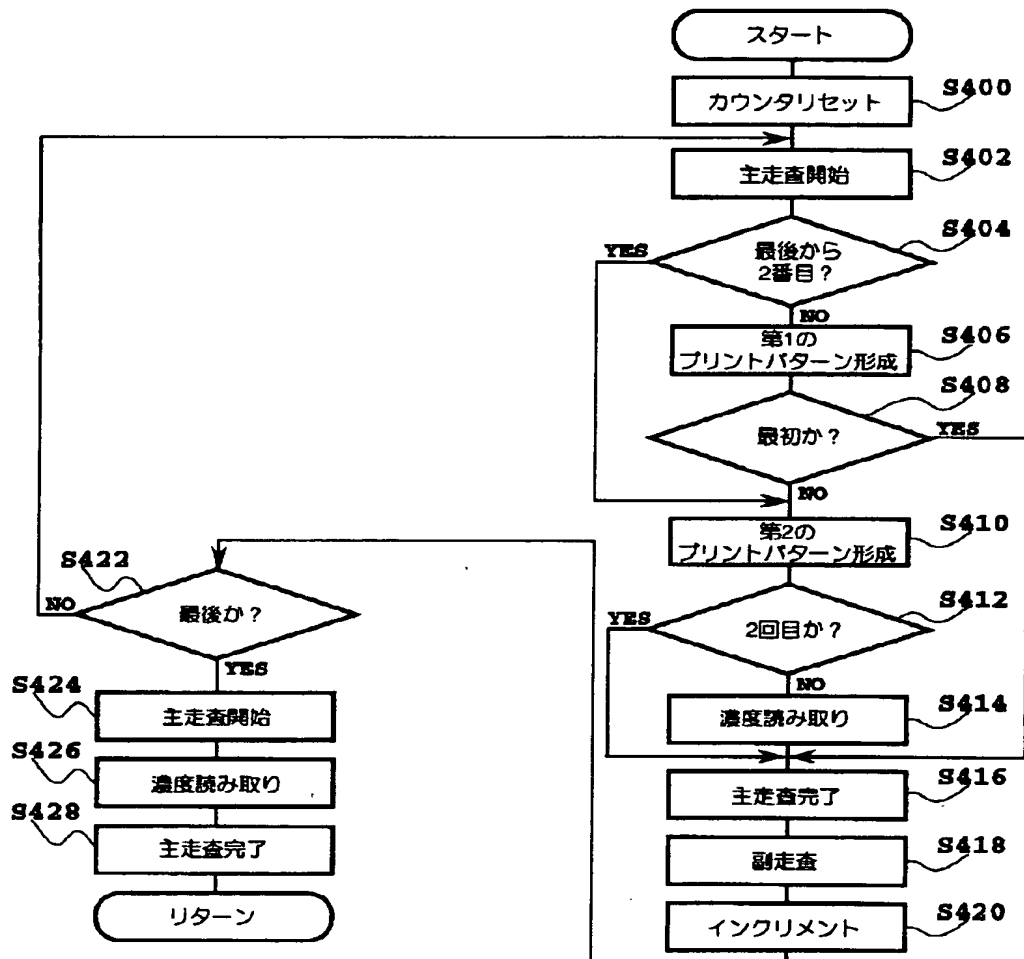 スタート
カウンタリセット
S400
主走査開始
S402
最後から
2番目？
S404
YES
NO
第1の
プリントパターン形成
S406
最初か？
S408
YES
NO
第2の
プリントパターン形成
S410
2回目か？
S412
YES
NO
濃度読み取り
S414
主走査完了
S416
副走査
S418
インクリメント
S420
S422
最後か？
NO
YES
S424
主走査開始
S426
濃度読み取り
S428
主走査完了
リターン